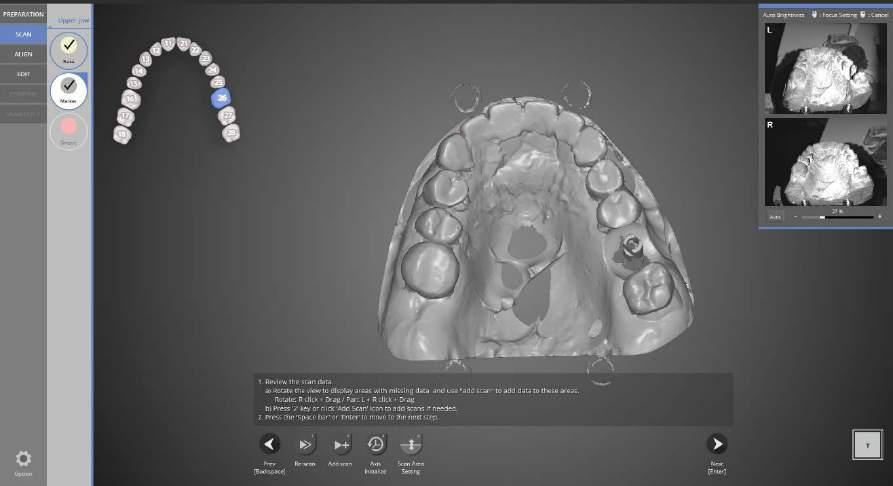 PREPARATION
SCAN
ALIGN
EDIT
Option
Upper Jaw
Base
Marker
11
21
12
22
13
23
14
24
15
25
16
26
17
27
18
28
Auto Brightness : Focus Setting : Cancel
L
R
Auto - +
1. Review the scan data.
a) Rotate the view to display areas with missing data and use "add scan" to add data to these areas.
Rotate: R click + Drag / Pan: L + R click + Drag
b) Press '2' key or click 'Add Scan' icon to add scans if needed.
2. Press the 'Space bar' or 'Enter' to move to the next step.
Prev
[Backspace]
Re-scan
Add scan
Axis
Initialize
Scan Area
Setting
Next
[Enter]
T